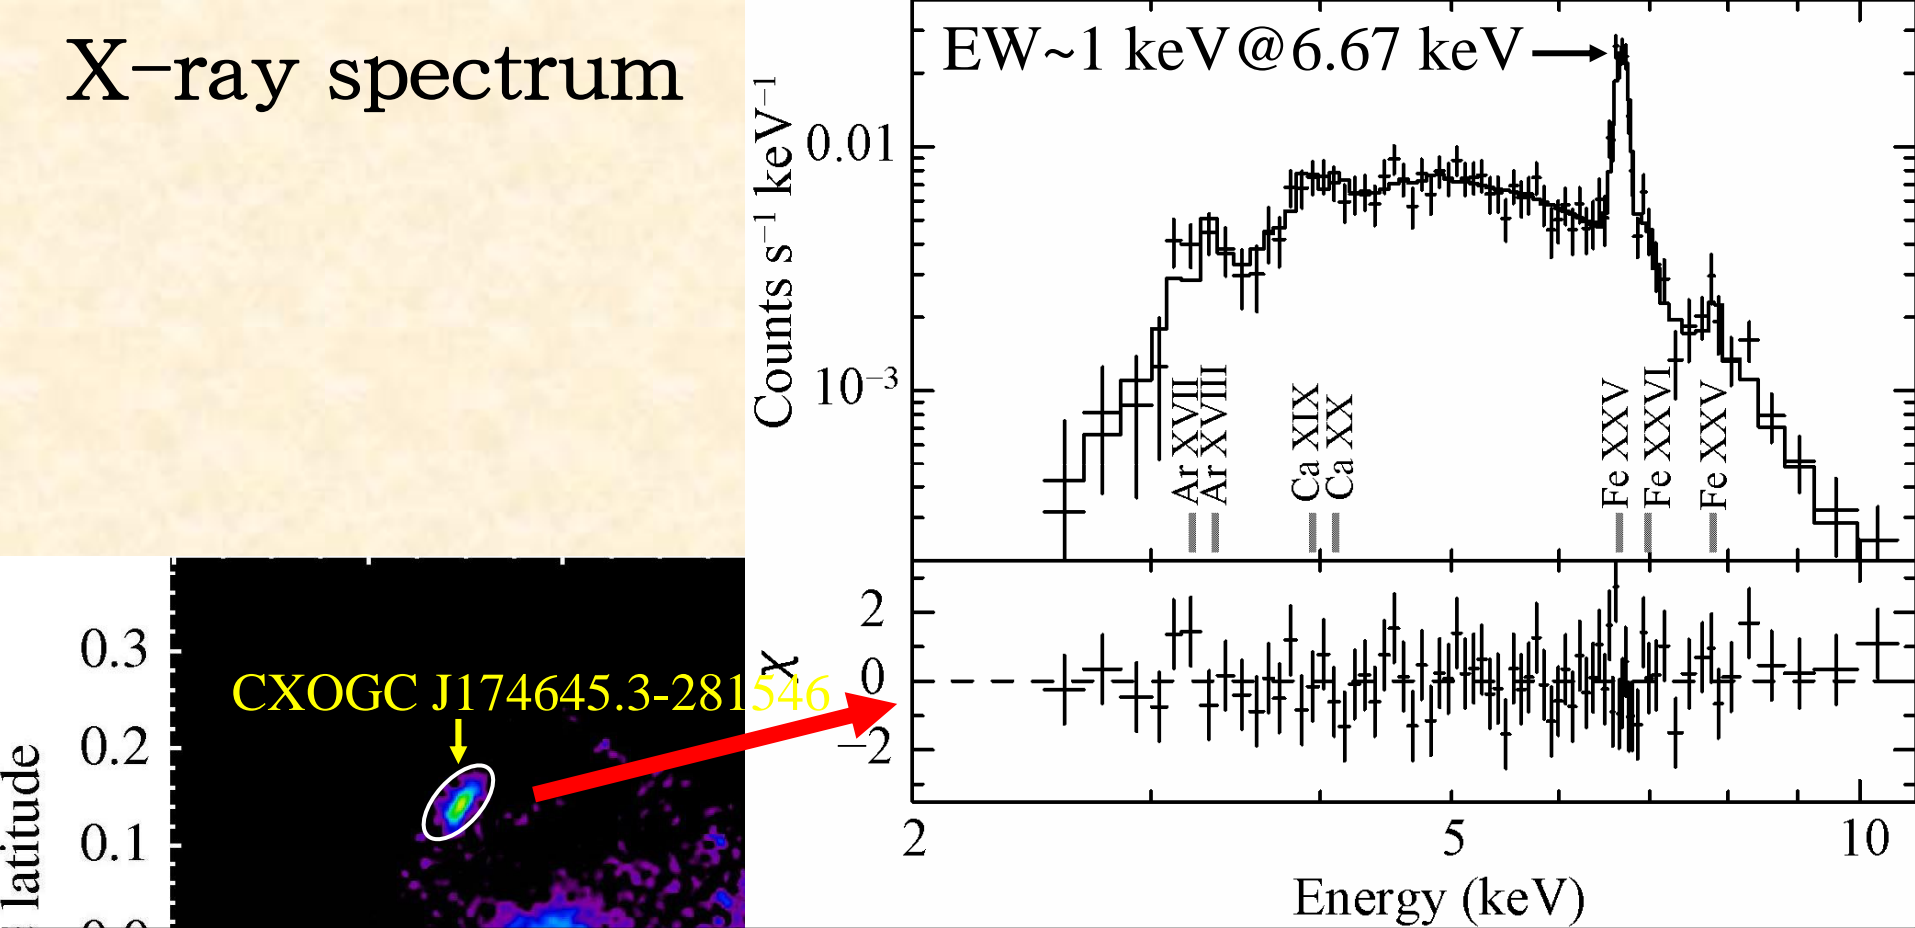 X-ray spectrum
EW~1 keV@6.67 keV
Counts s⁻¹ keV⁻¹
0.01
10⁻³
Ar XVII
Ar XVIII
Ca XIX
Ca XX
Fe XXV
Fe XXVI
Fe XXV
χ
2
0
−2
2
5
10
Energy (keV)
CXOGC J174645.3-281546
0.3
0.2
0.1
0.0
latitude